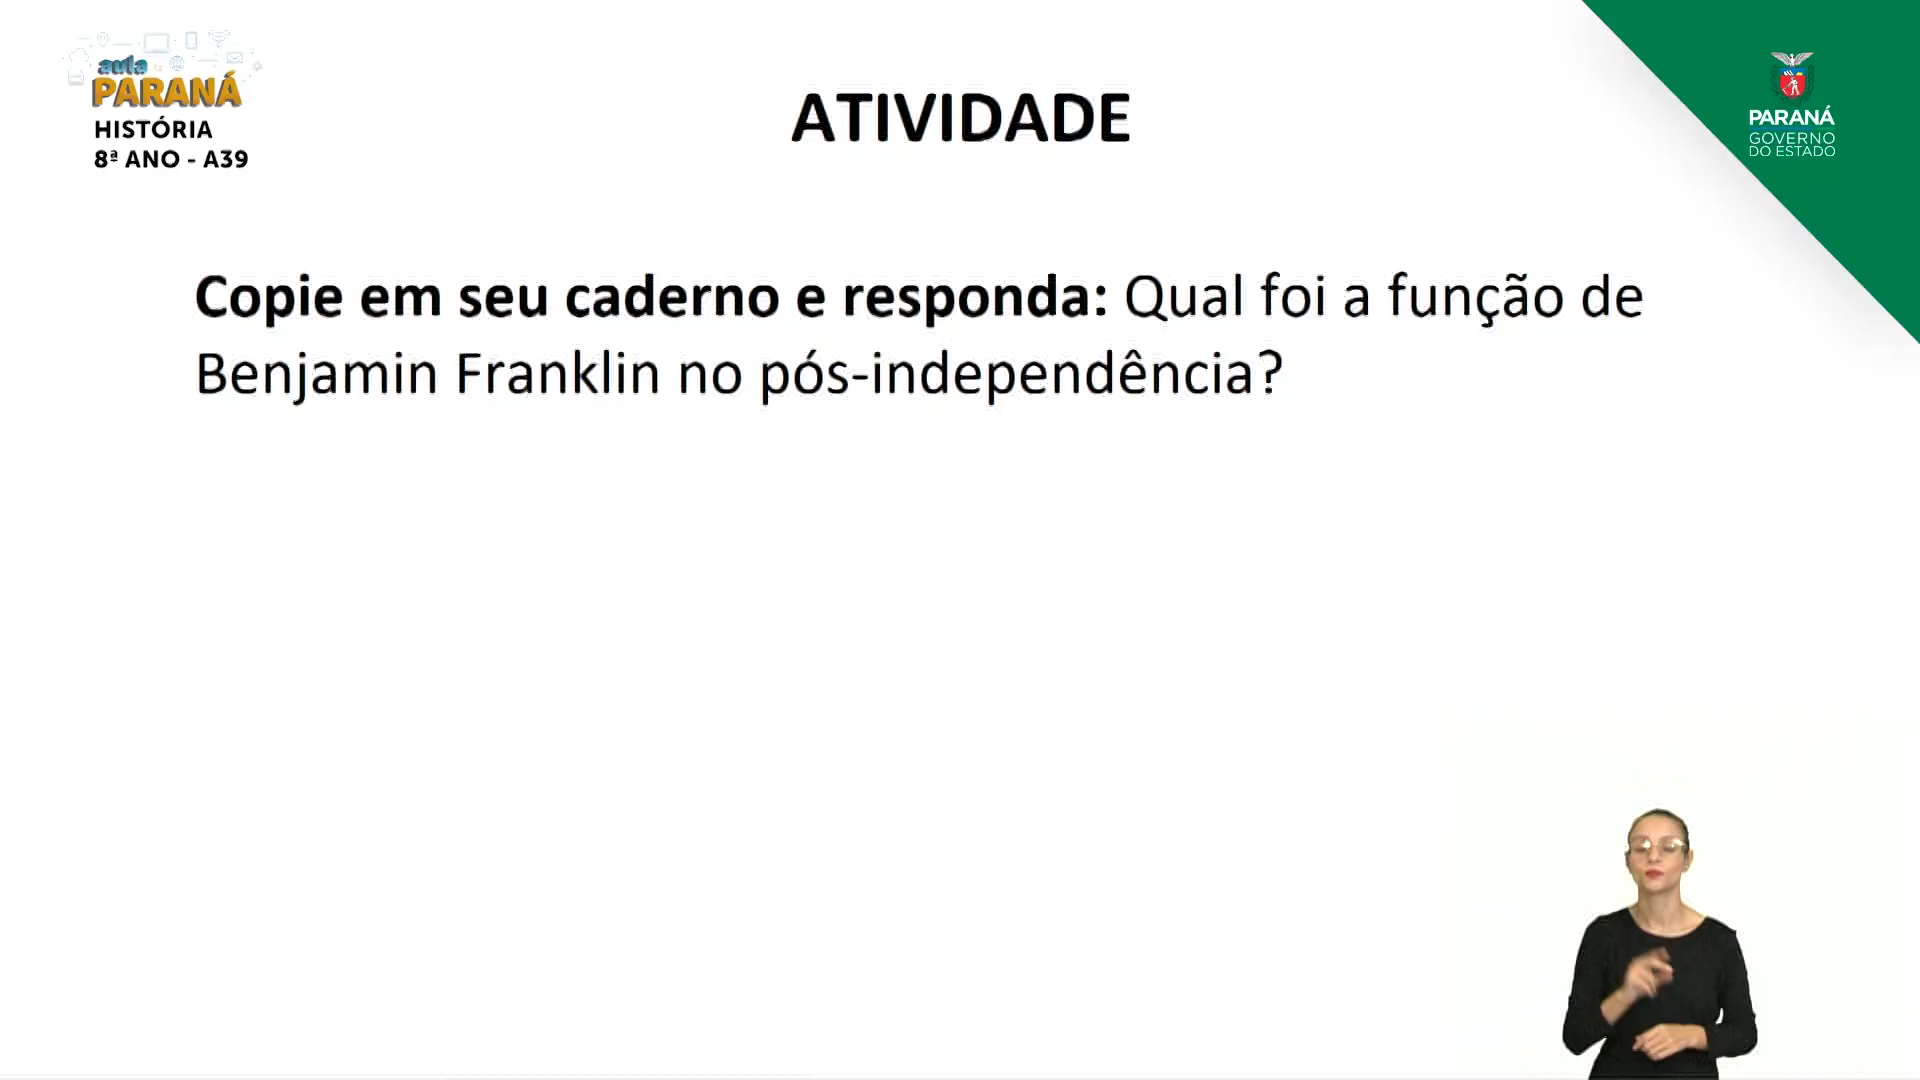 aula
PARANÁ
HISTÓRIA
8ª ANO - A39
ATIVIDADE
PARANÁ
GOVERNO
DO ESTADO
Copie em seu caderno e responda: Qual foi a função de
Benjamin Franklin no pós-independência?